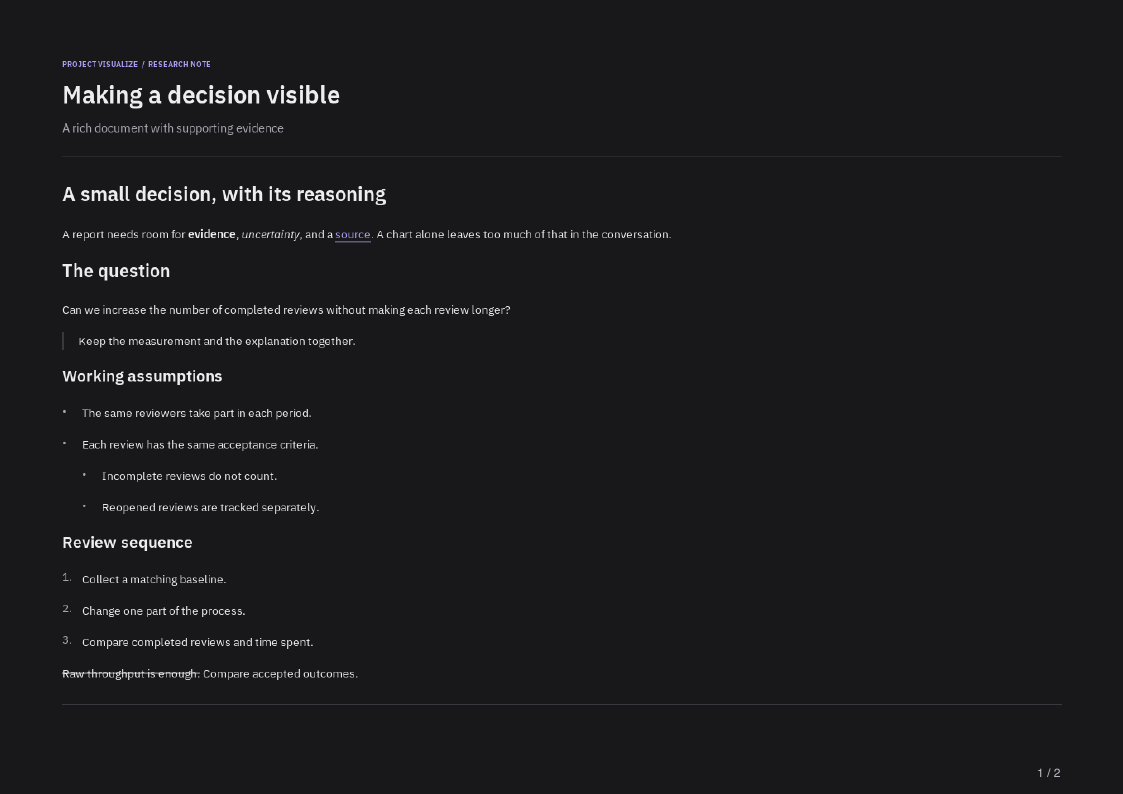 PROJECT VISUALIZE / RESEARCH NOTE
Making a decision visible
A rich document with supporting evidence
A small decision, with its reasoning
A report needs room for evidence, uncertainty, and a source. A chart alone leaves too much of that in the conversation.
The question
Can we increase the number of completed reviews without making each review longer?
Keep the measurement and the explanation together.
Working assumptions
• The same reviewers take part in each period.
• Each review has the same acceptance criteria.
• Incomplete reviews do not count.
• Reopened reviews are tracked separately.
Review sequence
1. Collect a matching baseline.
2. Change one part of the process.
3. Compare completed reviews and time spent.
Raw throughput is enough. Compare accepted outcomes.
1 / 2